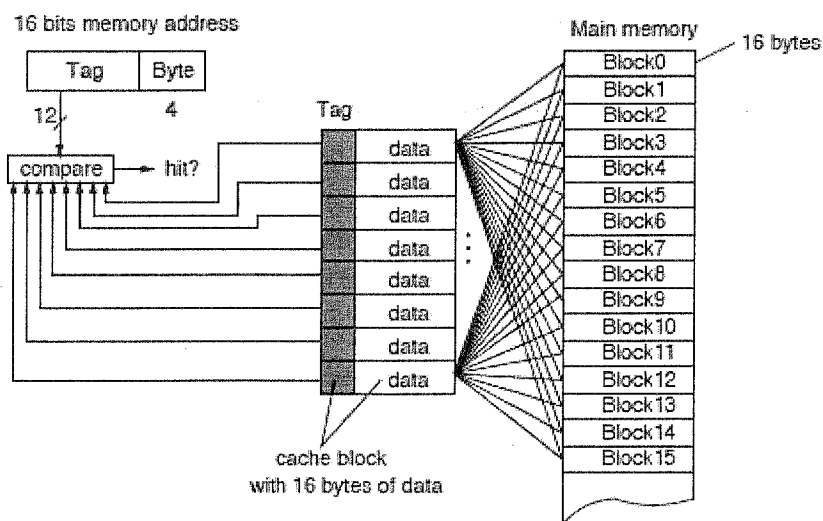 16 bits memory address
Tag Byte
12 4
compare hit?
Tag
data
data
data
data
data
data
data
data
cache block
with 16 bytes of data
Main memory
16 bytes
Block0
Block1
Block2
Block3
Block4
Block5
Block6
Block7
Block8
Block9
Block10
Block11
Block12
Block13
Block14
Block15